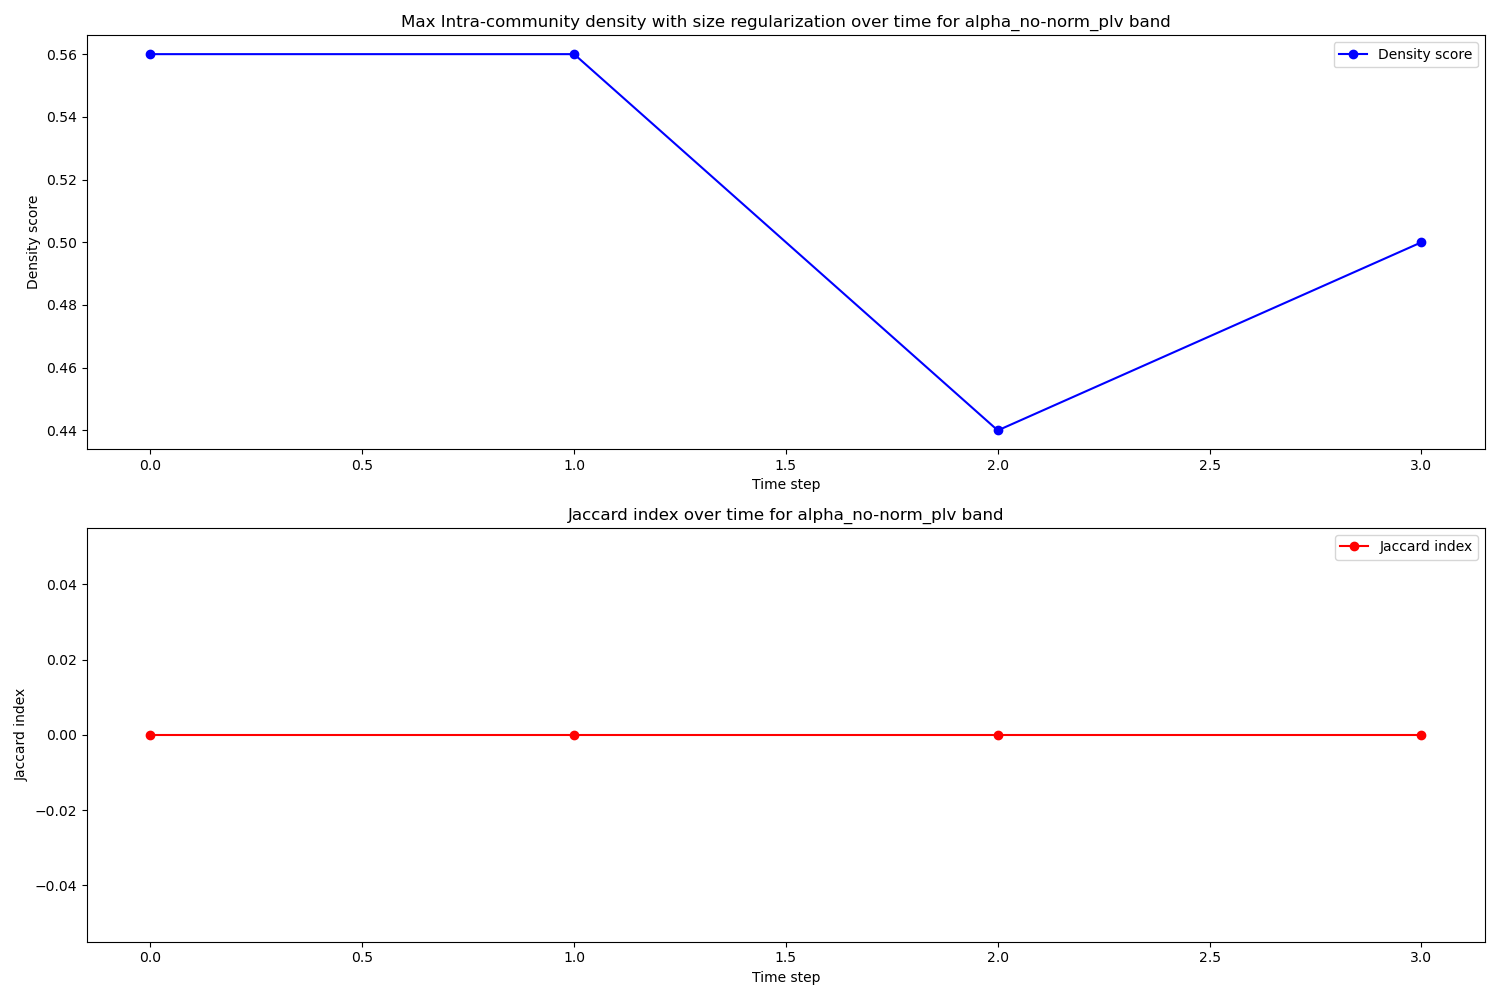 Max Intra-community density with size regularization over time for alpha_no-norm_plv band
Density score
0.56
0.54
0.52
0.50
0.48
0.46
0.44
Density score
0.0 0.5 1.0 1.5 2.0 2.5 3.0
Time step
Jaccard index over time for alpha_no-norm_plv band
Jaccard index
0.04
0.02
0.00
−0.02
−0.04
Jaccard index
0.0 0.5 1.0 1.5 2.0 2.5 3.0
Time step